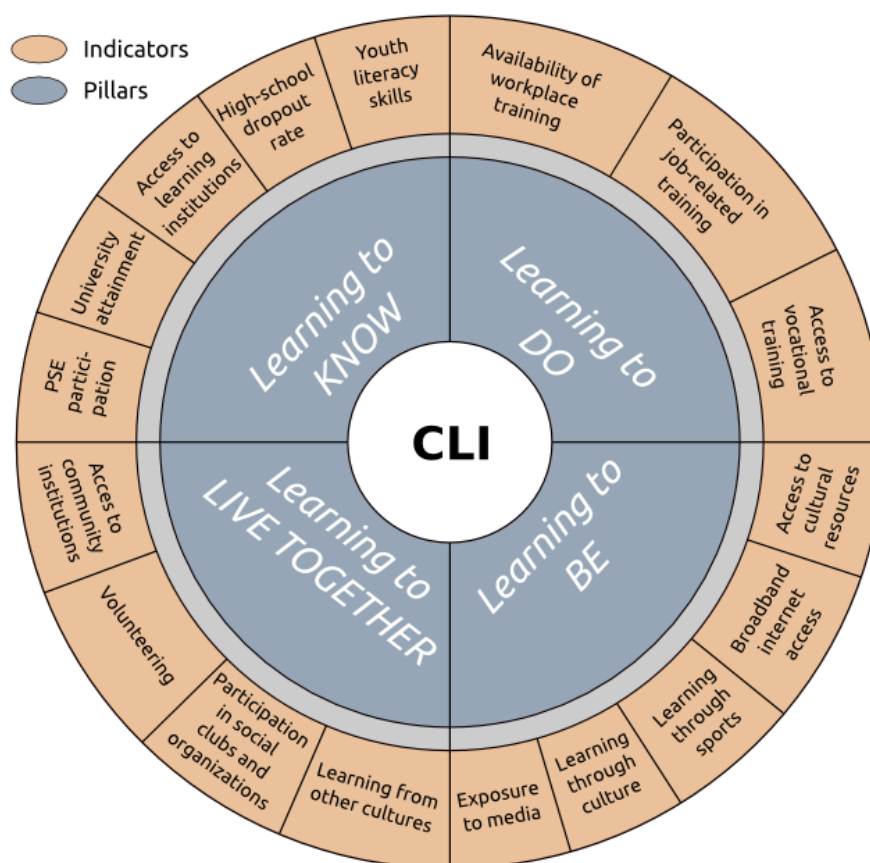 Indicators
Pillars
Youth
literacy
skills
High-school
dropout
rate
Access to
learning
institutions
University
attainment
PSE
partici-
pation
Availability of
workplace
training
Participation in
job-related
training
Access to
vocational
training
Learning to
KNOW
Learning to
DO
CLI
Learning to
LIVE TOGETHER
Learning to
BE
Acces to
community
institutions
Volunteering
Participation
in social
clubs and
organizations
Learning from
other cultures
Exposure
to media
Learning
through
culture
Learning
through
sports
Broadband
internet
access
Access to
cultural
resources